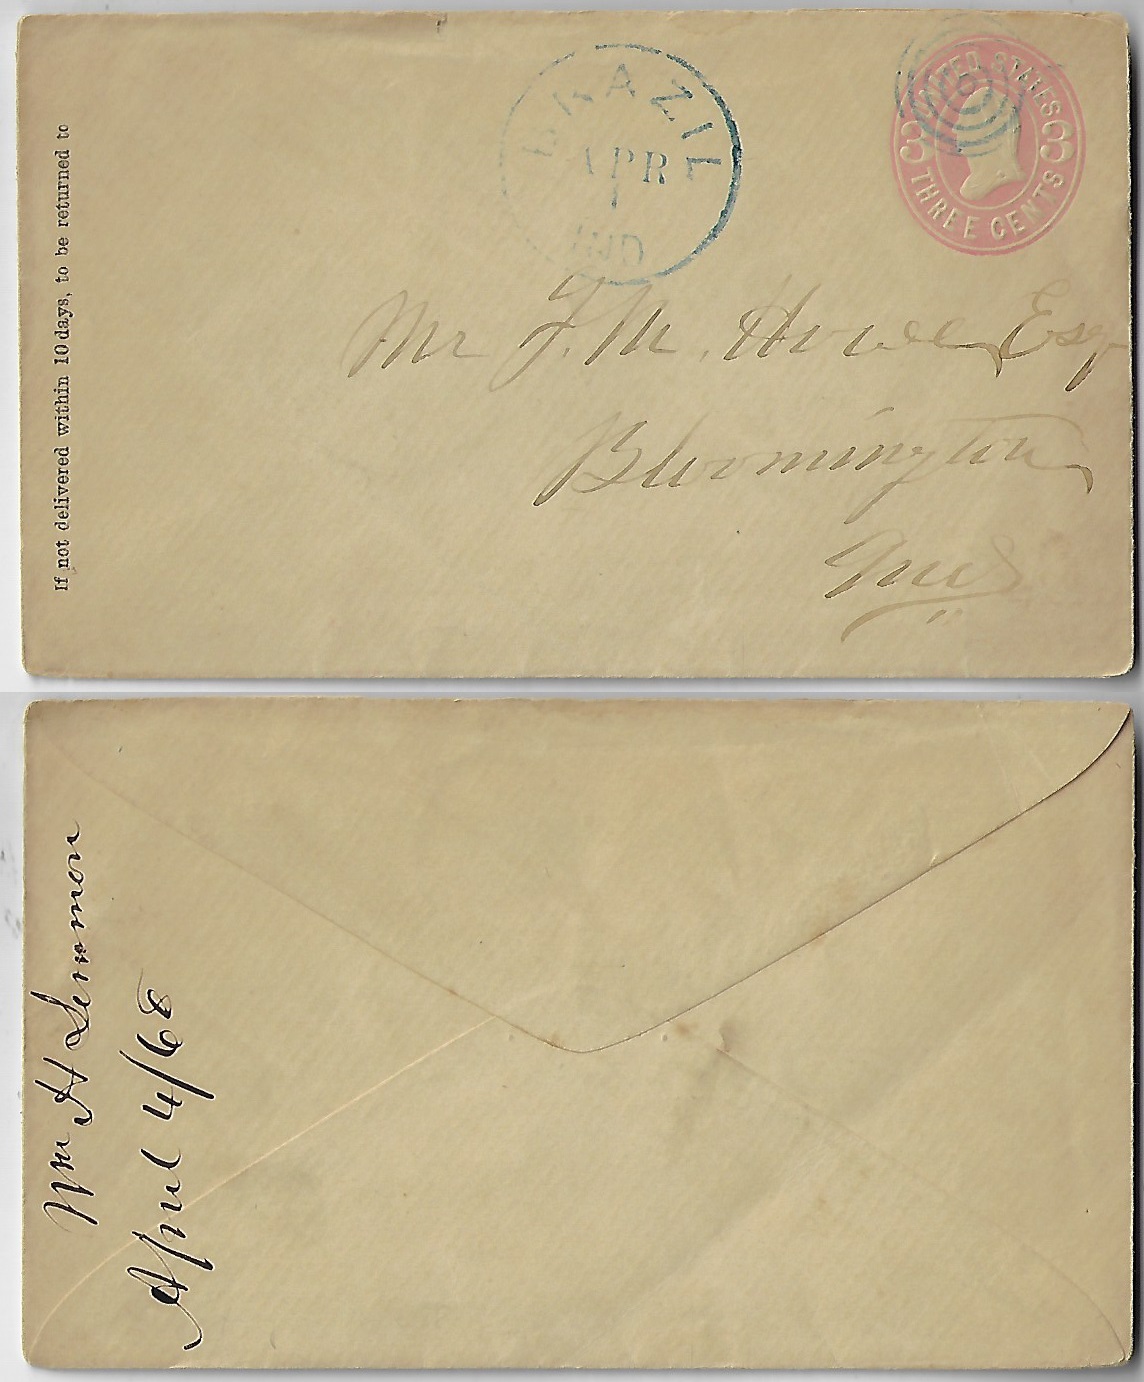 If not delivered within 10 days, to be returned to
BRAZIL
APR
1
IND
UNITED STATES
3 3
THREE CENTS
Mr F. M. Howe, Esq
Bloomington,
Ind
Wm H Lemmon
April 4/68